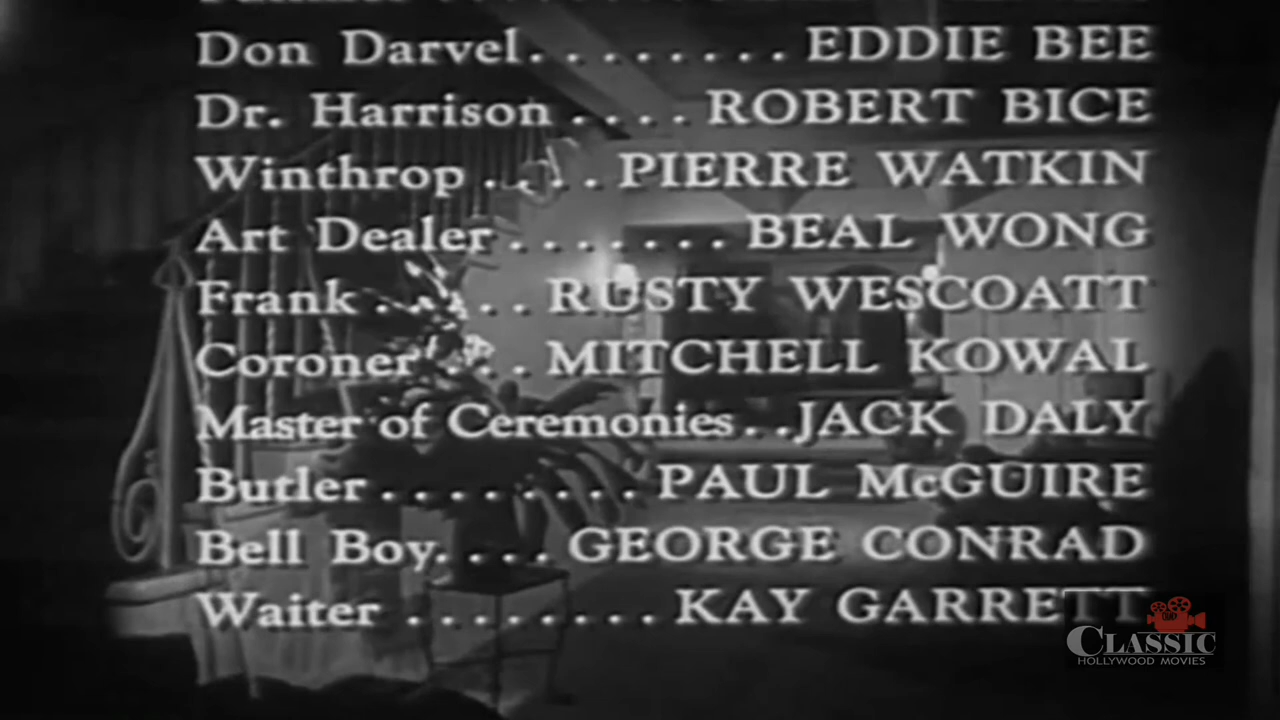 Don Darvel........ EDDIE BEE
Dr. Harrison .... ROBERT BICE
Winthrop .... PIERRE WATKIN
Art Dealer....... BEAL WONG
Frank ...... RUSTY WESCOATT
Coroner ... MITCHELL KOWAL
Master of Ceremonies..JACK DALY
Butler ......... PAUL McGUIRE
Bell Boy.... GEORGE CONRAD
Waiter ........ KAY GARRETT
CLASSIC
HOLLYWOOD MOVIES